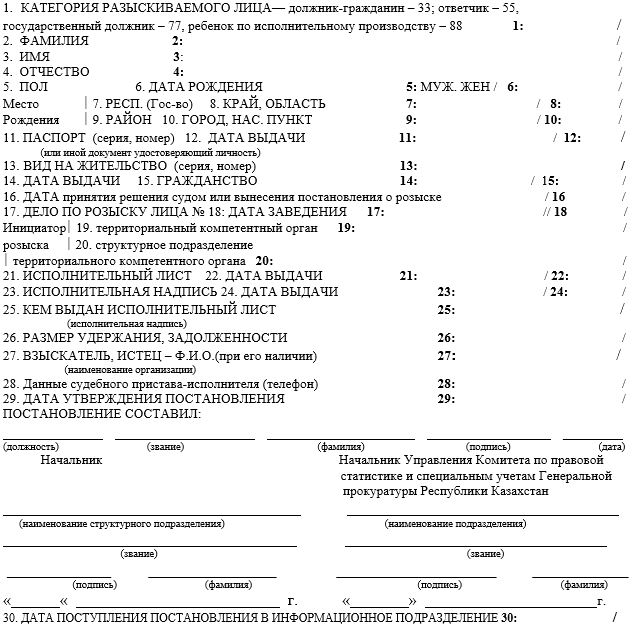 1. КАТЕГОРИЯ РАЗЫСКИВАЕМОГО ЛИЦА— должник-гражданин – 33; ответчик – 55,
государственный должник – 77, ребенок по исполнительному производству – 88 1: /
2. ФАМИЛИЯ 2: /
3. ИМЯ 3: /
4. ОТЧЕСТВО 4: /
5. ПОЛ 6. ДАТА РОЖДЕНИЯ 5: МУЖ. ЖЕН / 6: /
Место | 7. РЕСП. (Гос-во) 8. КРАЙ, ОБЛАСТЬ 7: / 8: /
Рождения | 9. РАЙОН 10. ГОРОД, НАС. ПУНКТ 9: / 10: /
11. ПАСПОРТ (серия, номер) 12. ДАТА ВЫДАЧИ 11: / 12: /
(или иной документ удостоверяющий личность)
13. ВИД НА ЖИТЕЛЬСТВО (серия, номер) 13: /
14. ДАТА ВЫДАЧИ 15. ГРАЖДАНСТВО 14: / 15: /
16. ДАТА принятия решения судом или вынесения постановления о розыске / 16 /
17. ДЕЛО ПО РОЗЫСКУ ЛИЦА № 18: ДАТА ЗАВЕДЕНИЯ 17: // 18 /
Инициатор| 19. территориальный компетентный орган 19: /
розыска | 20. структурное подразделение
| территориального компетентного органа 20: /
21. ИСПОЛНИТЕЛЬНЫЙ ЛИСТ 22. ДАТА ВЫДАЧИ 21: / 22: /
23. ИСПОЛНИТЕЛЬНАЯ НАДПИСЬ 24. ДАТА ВЫДАЧИ 23: / 24: /
25. КЕМ ВЫДАН ИСПОЛНИТЕЛЬНЫЙ ЛИСТ 25: /
(исполнительная надпись)
26. РАЗМЕР УДЕРЖАНИЯ, ЗАДОЛЖЕННОСТИ 26: /
27. ВЗЫСКАТЕЛЬ, ИСТЕЦ – Ф.И.О.(при его наличии) 27: /
(наименование организации)
28. Данные судебного пристава-исполнителя (телефон) 28: /
29. ДАТА УТВЕРЖДЕНИЯ ПОСТАНОВЛЕНИЯ 29: /
ПОСТАНОВЛЕНИЕ СОСТАВИЛ:
(должность) (звание) (фамилия) (подпись) (дата)
Начальник Начальник Управления Комитета по правовой
статистике и специальным учетам Генеральной
прокуратуры Республики Казахстан
(наименование структурного подразделения) (наименование подразделения)
(звание) (звание)
(подпись) (фамилия) (подпись) (фамилия)
«______« ____________________ г. «_______» ____________________г.
30. ДАТА ПОСТУПЛЕНИЯ ПОСТАНОВЛЕНИЯ В ИНФОРМАЦИОННОЕ ПОДРАЗДЕЛЕНИЕ 30: /